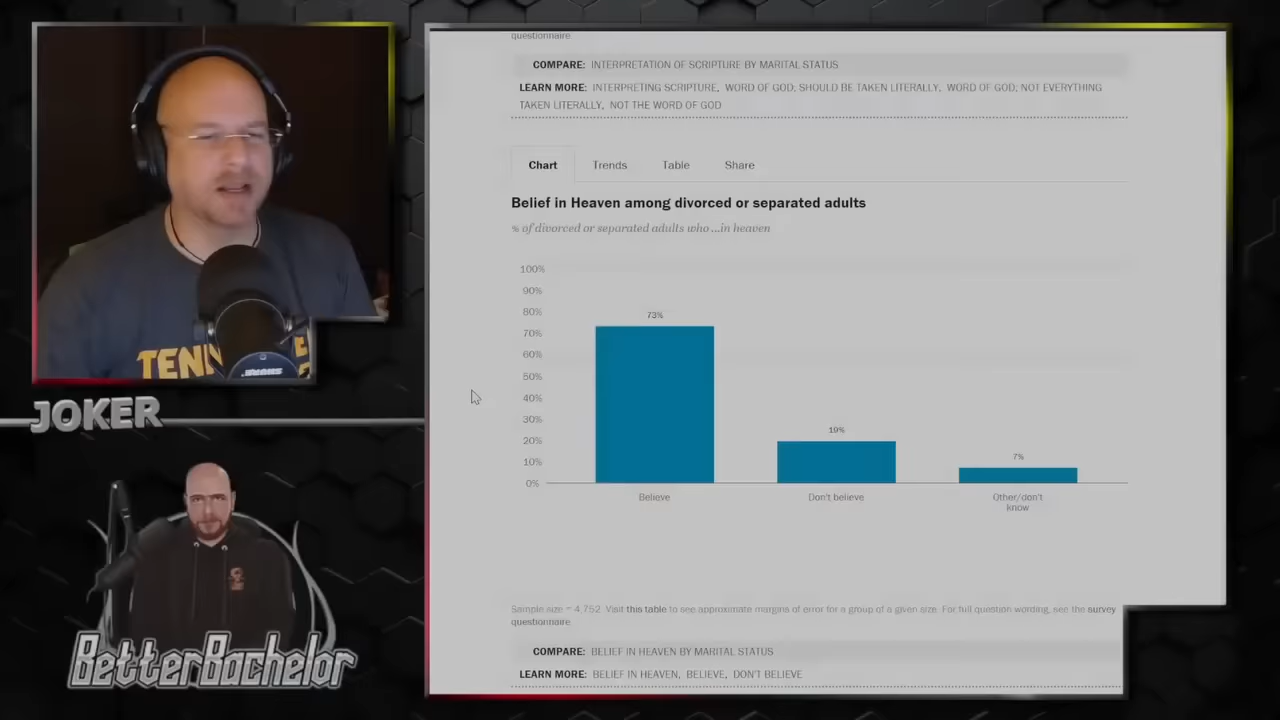 questionnaire
COMPARE: INTERPRETATION OF SCRIPTURE BY MARITAL STATUS
LEARN MORE: INTERPRETING SCRIPTURE, WORD OF GOD; SHOULD BE TAKEN LITERALLY, WORD OF GOD; NOT EVERYTHING
TAKEN LITERALLY, NOT THE WORD OF GOD
Chart Trends Table Share
Belief in Heaven among divorced or separated adults
% of divorced or separated adults who ...in heaven
100%
90%
80%
70%
60%
50%
40%
30%
20%
10%
0%
73%
19%
7%
Believe
Don't believe
Other/don't
know
Sample size = 4,752. Visit this table to see approximate margins of error for a group of a given size. For full question wording, see the survey
questionnaire
COMPARE: BELIEF IN HEAVEN BY MARITAL STATUS
LEARN MORE: BELIEF IN HEAVEN, BELIEVE, DON'T BELIEVE
JOKER
BetterBachelor